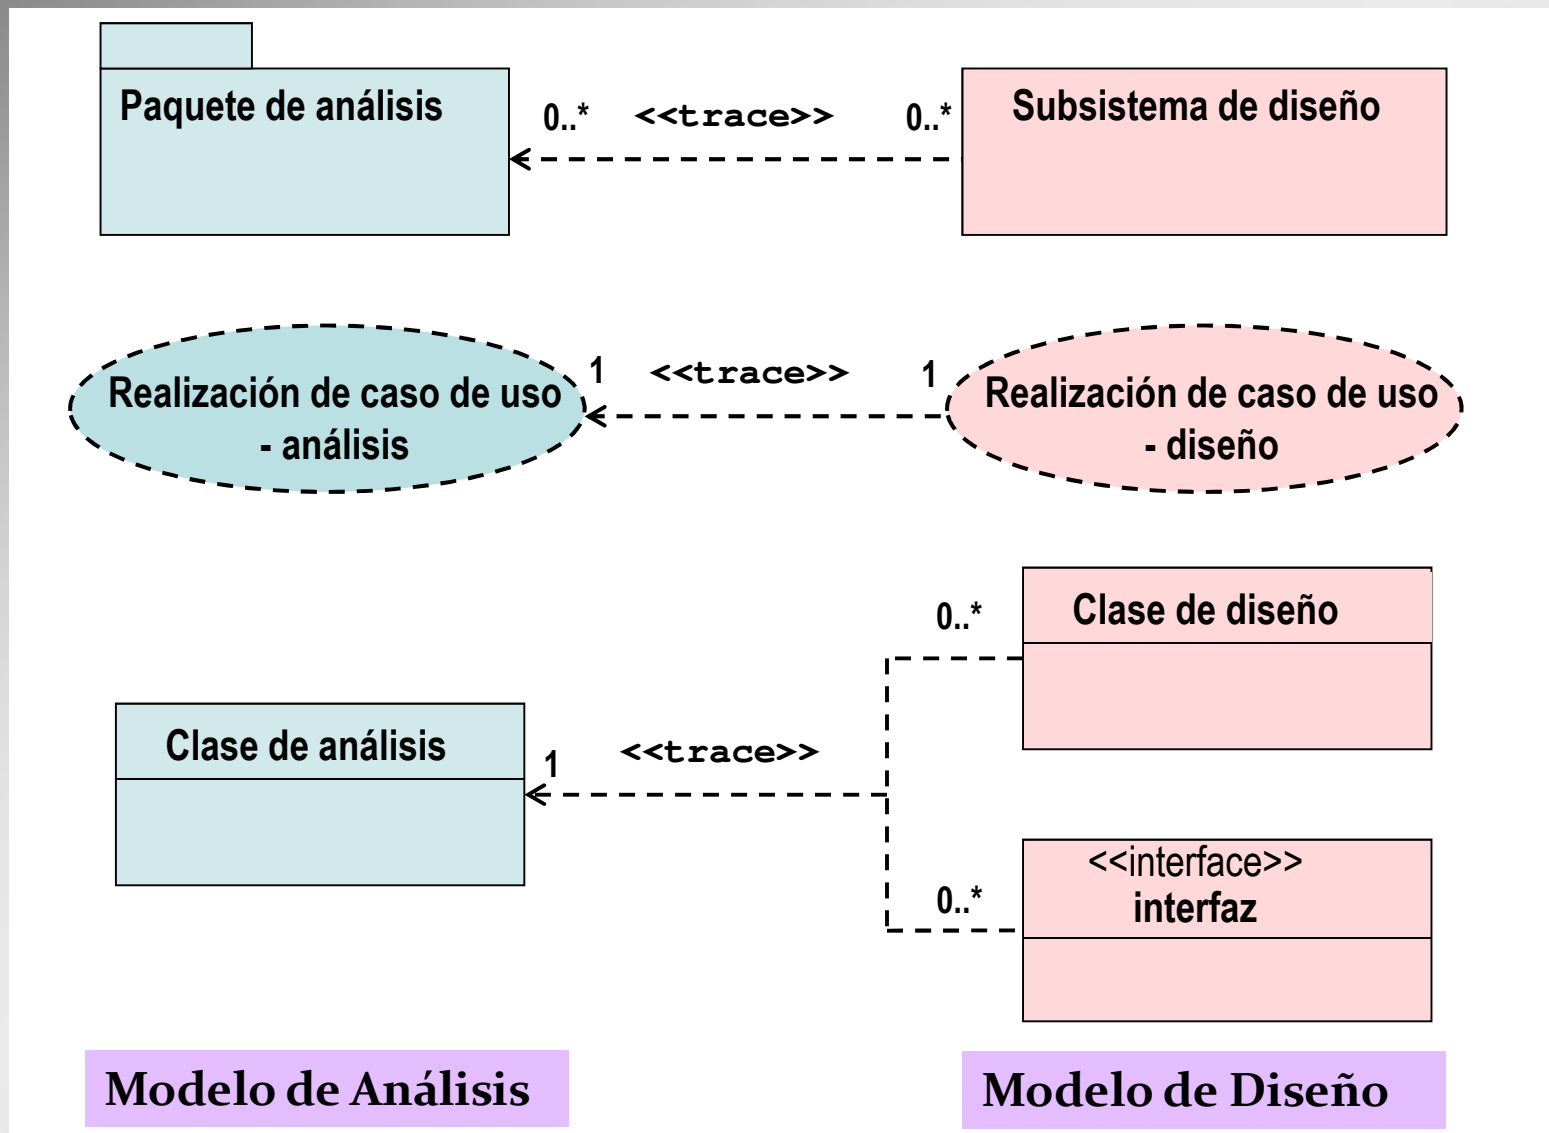 Paquete de análisis
0..*
<<trace>>
0..*
Subsistema de diseño
Realización de caso de uso
- análisis
1
<<trace>>
1
Realización de caso de uso
- diseño
Clase de análisis
1
<<trace>>
0..*
Clase de diseño
0..*
<<interface>>
interfaz
Modelo de Análisis
Modelo de Diseño